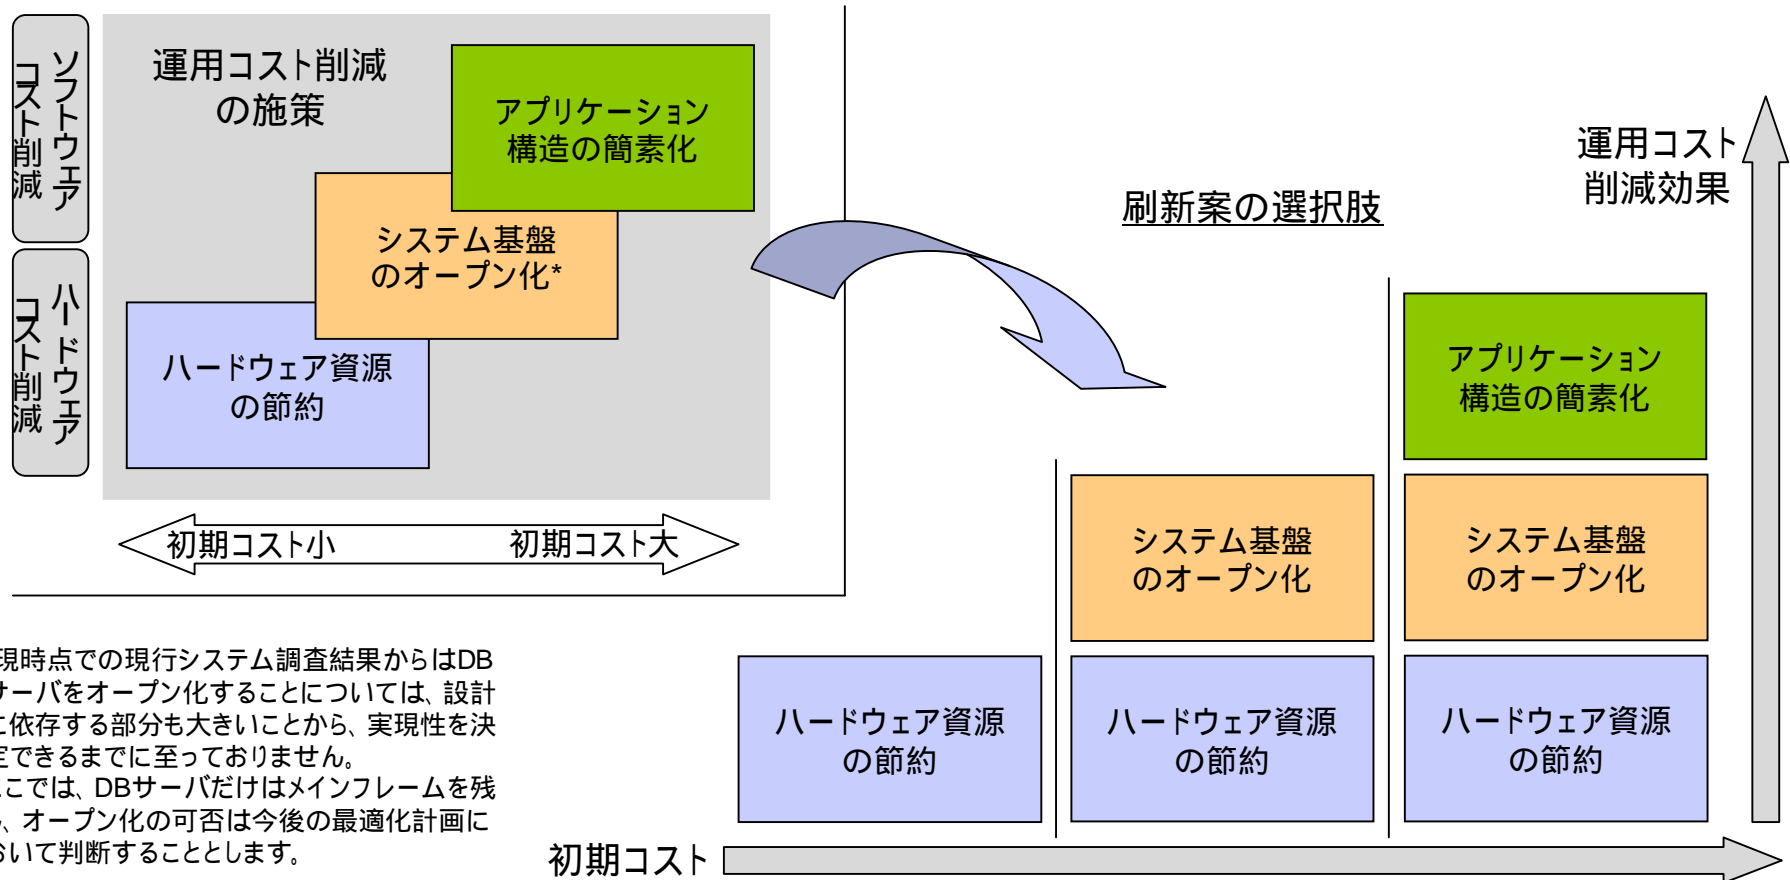 ソフトウェア
コスト削減
ハードウェア
コスト削減
運用コスト削減
の施策
アプリケーション
構造の簡素化
システム基盤
のオープン化*
ハードウェア資源
の節約
初期コスト小
初期コスト大
現時点での現行システム調査結果からはDB
サーバをオープン化することについては、設計
に依存する部分も大きいことから、実現性を決
定できるまでに至っておりません。
ここでは、DBサーバだけはメインフレームを残
し、オープン化の可否は今後の最適化計画に
おいて判断することとします。
刷新案の選択肢
運用コスト
削減効果
アプリケーション
構造の簡素化
システム基盤
のオープン化
システム基盤
のオープン化
ハードウェア資源
の節約
ハードウェア資源
の節約
ハードウェア資源
の節約
初期コスト